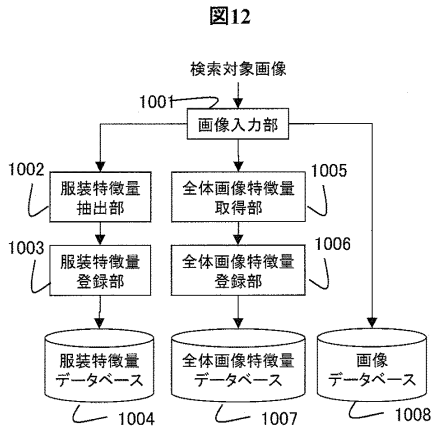 図12
検索対象画像
1001
画像入力部
1002
服装特徴量
抽出部
全体画像特徴量
取得部
1005
1003
服装特徴量
登録部
全体画像特徴量
登録部
1006
服装特徴量
データベース
全体画像特徴量
データベース
画像
データベース
1004
1007
1008